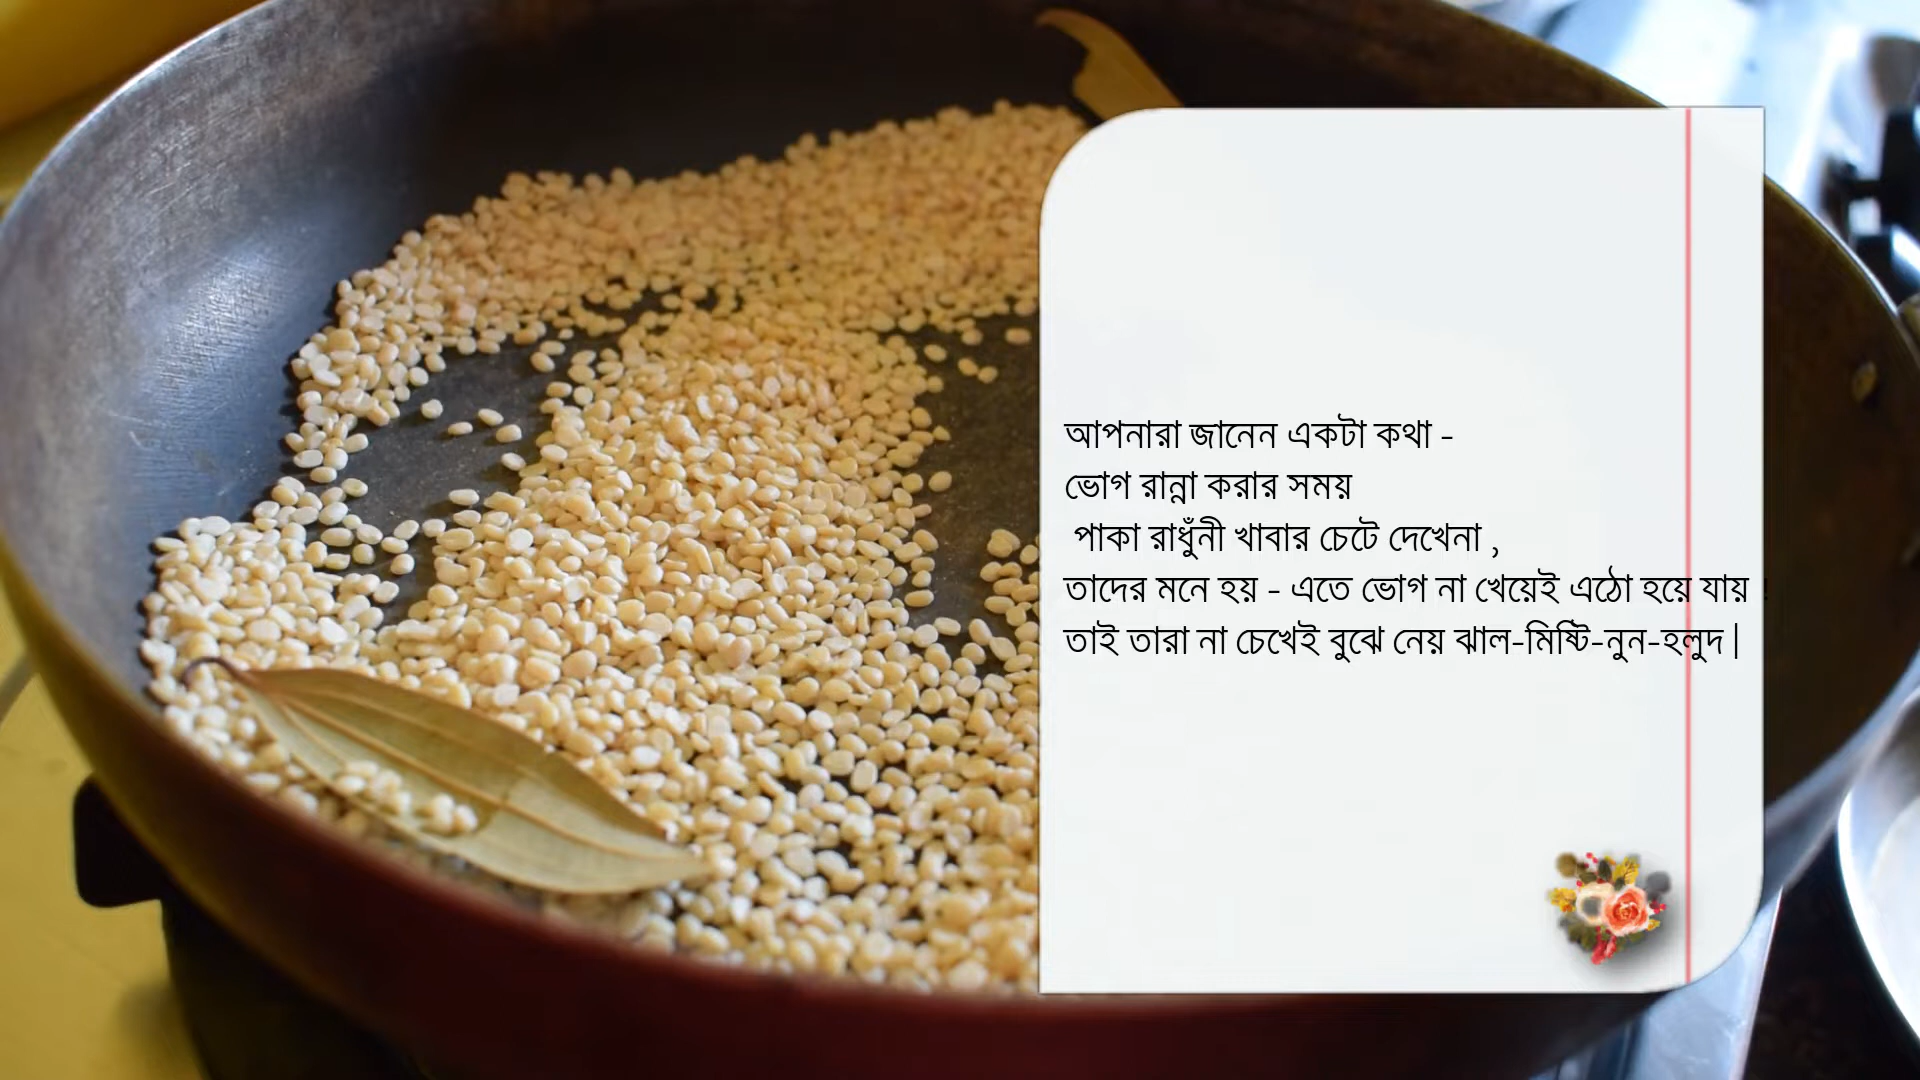 আপনারা জানেন একটা কথা -
ভোগ রান্না করার সময়
পাকা রাধুঁনী খাবার চেটে দেখেনা ,
তাদের মনে হয় - এতে ভোগ না খেয়েই এঠো হয়ে যায় !
তাই তারা না চেখেই বুঝে নেয় ঝাল-মিষ্টি-নুন-হলুদ |